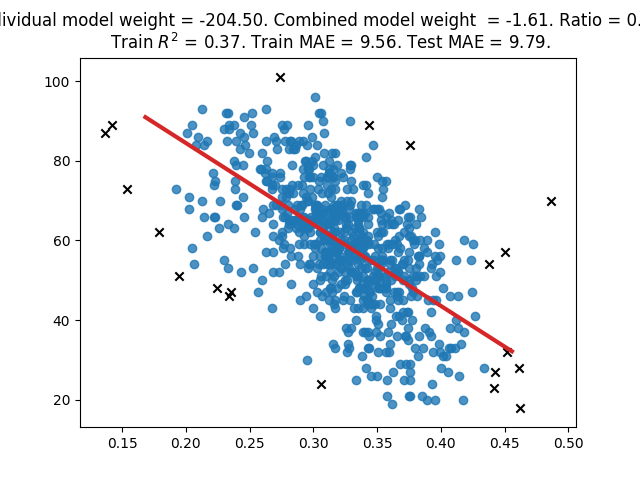 dividual model weight = -204.50. Combined model weight  = -1.61. Ratio = 0.
Train R² = 0.37. Train MAE = 9.56. Test MAE = 9.79.
100
80
60
40
20
0.15 0.20 0.25 0.30 0.35 0.40 0.45 0.50